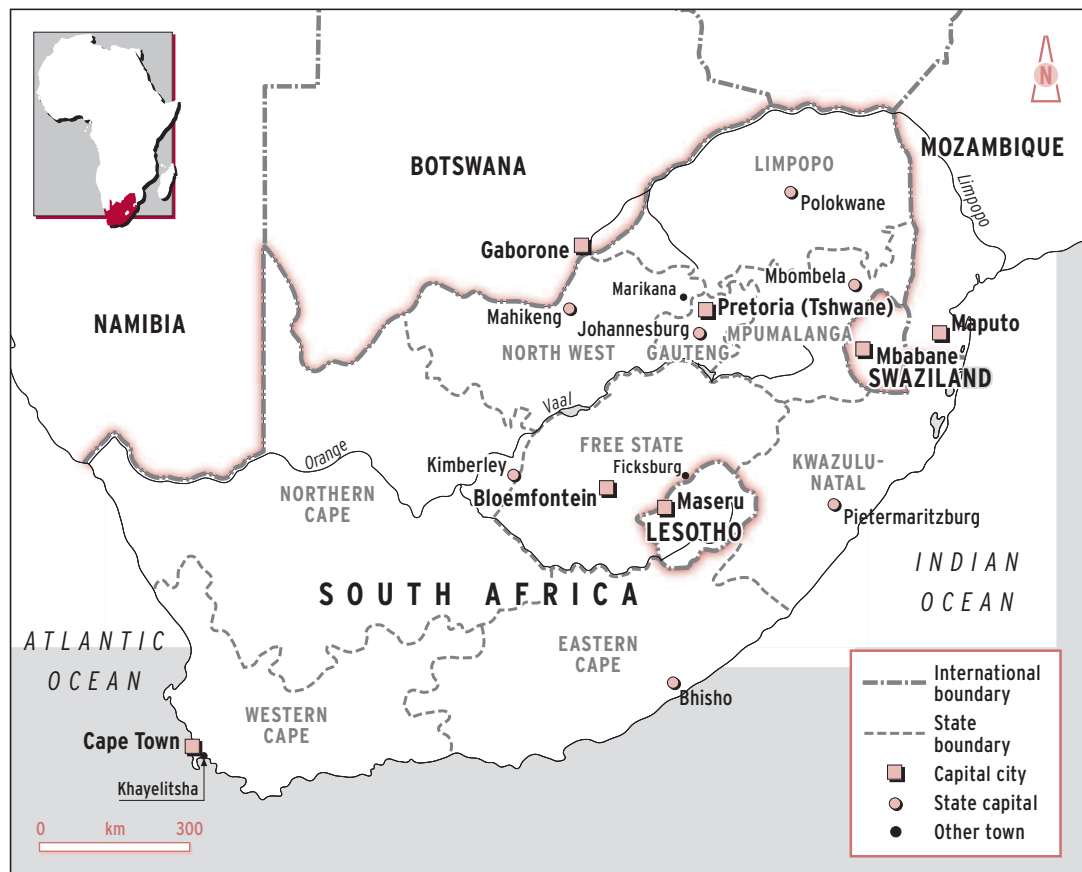 N
MOZAMBIQUE
BOTSWANA
LIMPOPO
Limpopo
Polokwane
Gaborone
Mbombela
Marikana
NAMIBIA
Mahikeng
Pretoria (Tshwane)
Maputo
Johannesburg
MPUMALANGA
NORTH WEST
GAUTENG
Mbabane
SWAZILAND
Vaal
Orange
FREE STATE
Kimberley
Ficksburg
KWAZULU-
NATAL
NORTHERN
CAPE
Bloemfontein
Maseru
Pietermaritzburg
LESOTHO
INDIAN
OCEAN
SOUTH AFRICA
ATLANTIC
OCEAN
EASTERN
CAPE
Bhisho
WESTERN
CAPE
Cape Town
Khayelitsha
0 km 300
International
boundary
State
boundary
Capital city
State capital
Other town